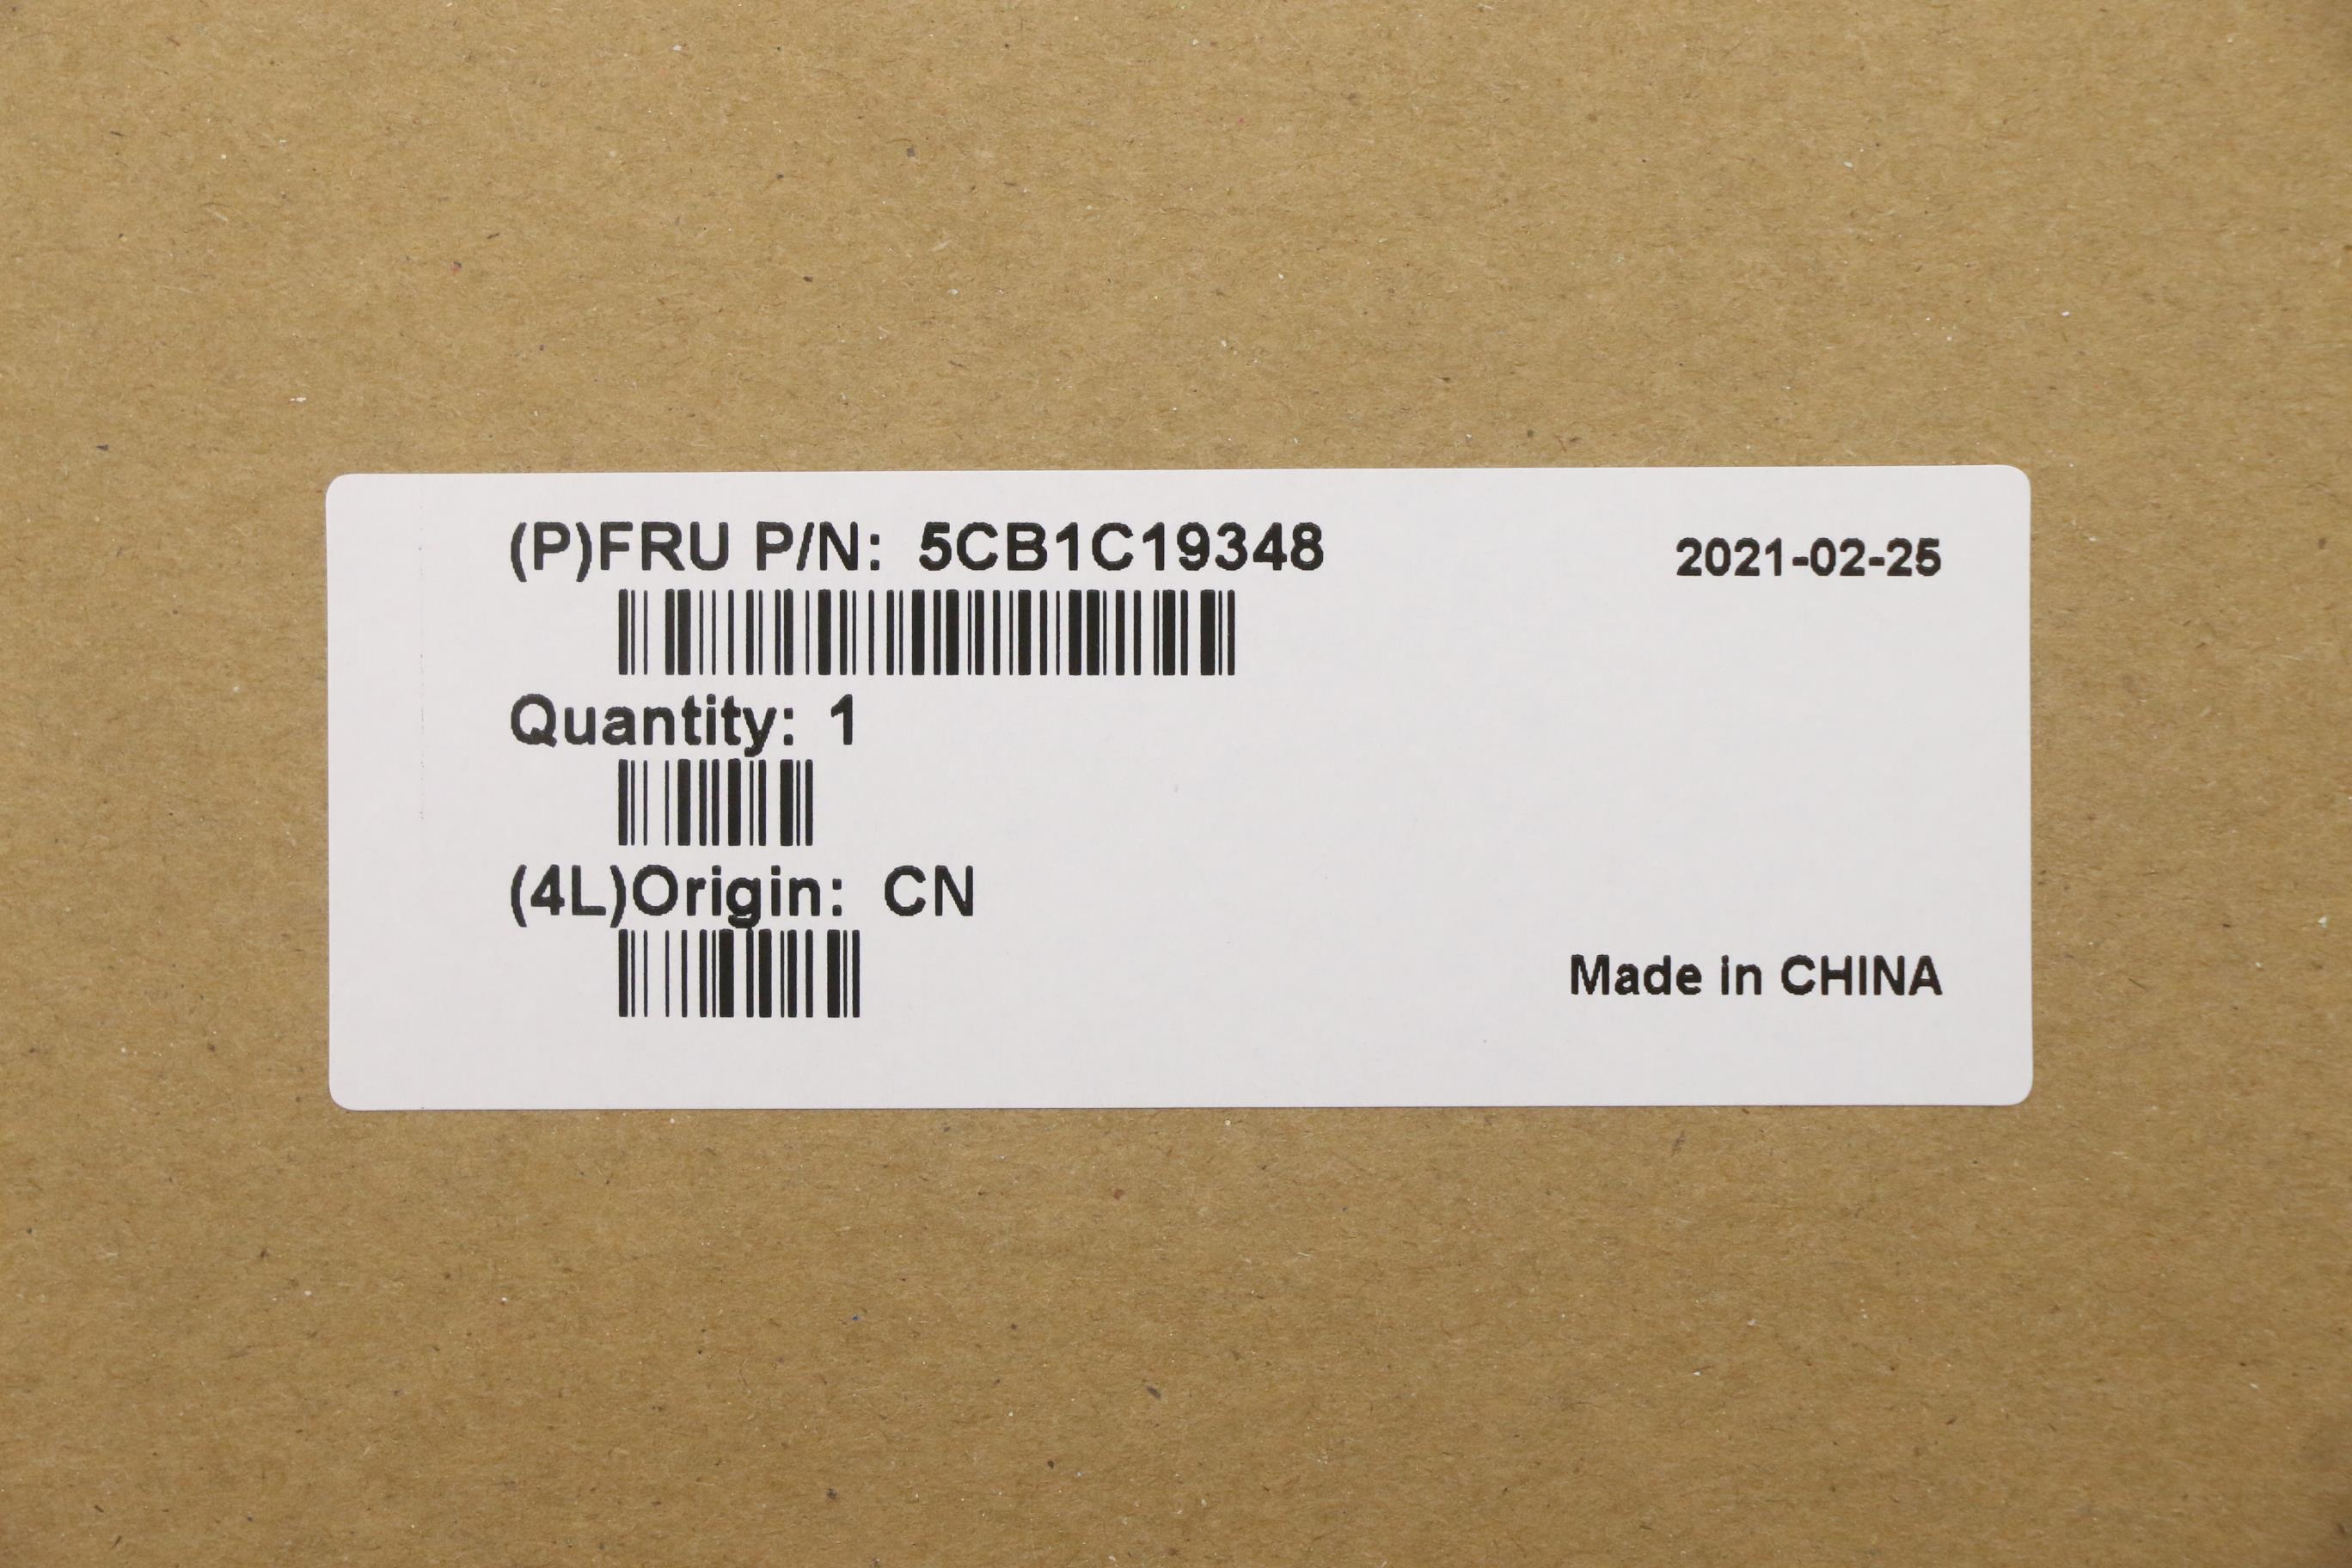 (P)FRU P/N: 5CB1C19348
2021-02-25
Quantity: 1
(4L)Origin: CN
Made in CHINA